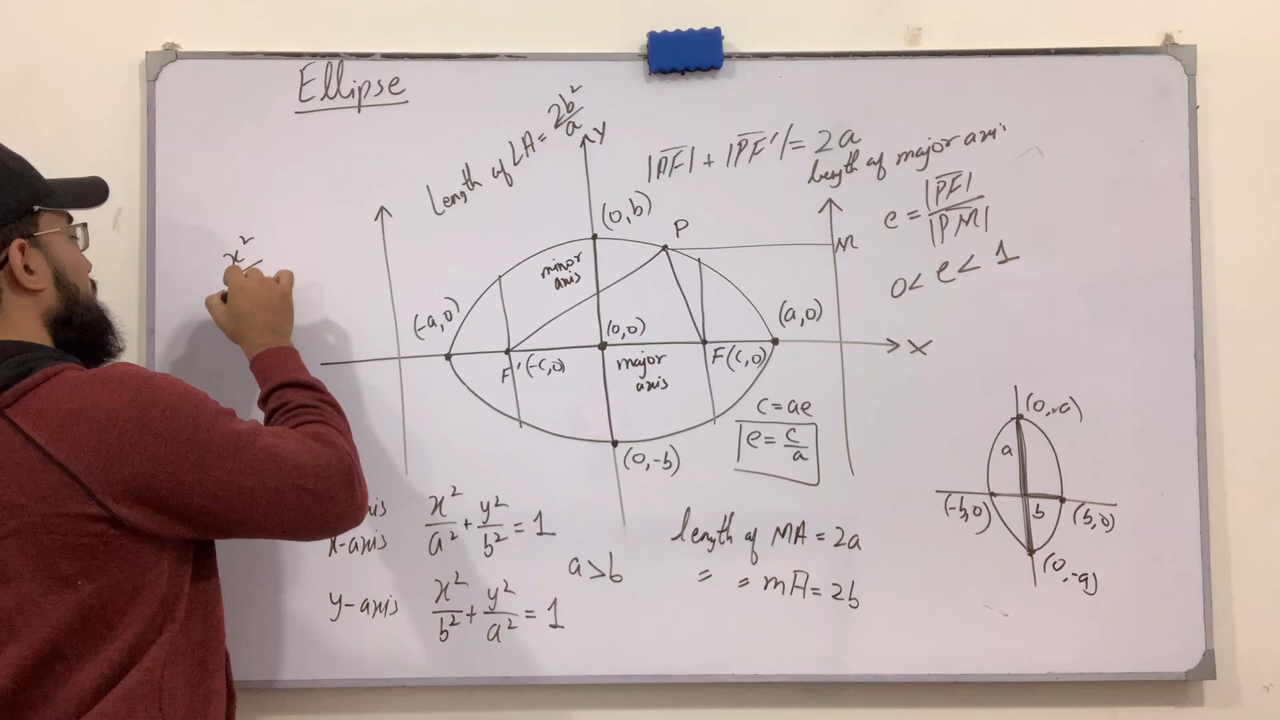 Ellipse
Length of LA = 2b²/a
y
|PF| + |PF'| = 2a
length of major axis
e = |PF|/|PM|
0 < e < 1
x²
(0, b)
P
M
minor
axis
(-a, 0)
(0,0)
(a, 0)
F'(-c,0)
major
axis
F(c,0)
X
c = ae
e = c/a
(0, -b)
(0, +a)
a
b
(-b, 0)
(b, 0)
(0, -a)
x-axis x²/a² + y²/b² = 1
a > b
y-axis x²/b² + y²/a² = 1
length of MA = 2a
" " mA = 2b